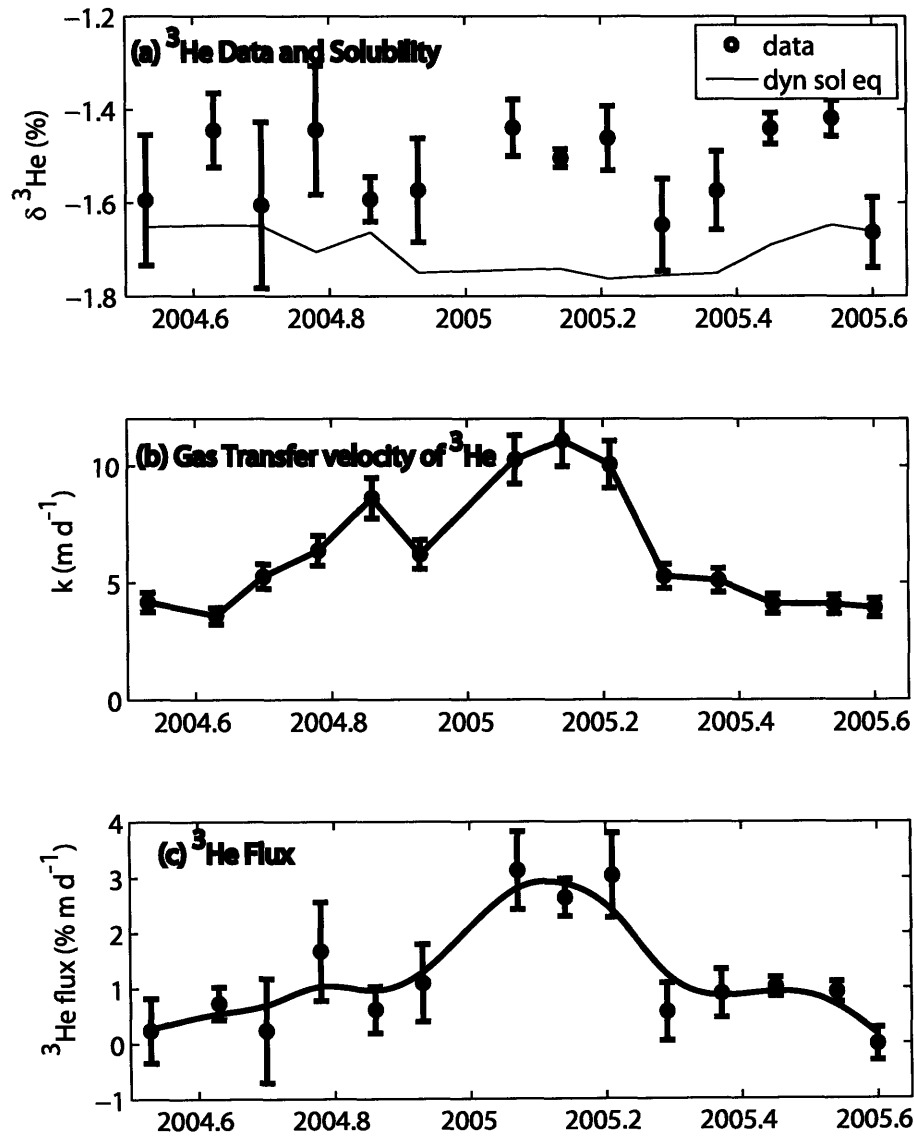 (a) ³He Data and Solubility
data
dyn sol eq
δ ³He (%)
−1.2
−1.4
−1.6
−1.8
2004.6 2004.8 2005 2005.2 2005.4 2005.6
(b) Gas Transfer velocity of ³He
k (m d⁻¹)
10
5
0
2004.6 2004.8 2005 2005.2 2005.4 2005.6
(c) ³He Flux
³He flux (% m d⁻¹)
4
3
2
1
0
−1
2004.6 2004.8 2005 2005.2 2005.4 2005.6